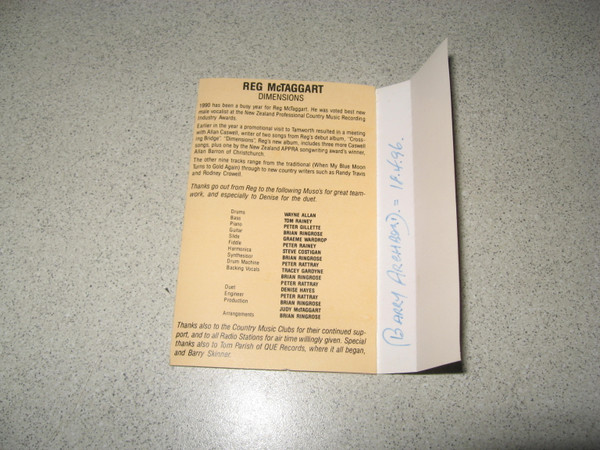 REG McTAGGART
DIMENSIONS
1990 has been a busy year for Reg McTaggart. He was voted best new
male vocalist at the New Zealand Professional Country Music Recording
Industry Awards.
Earlier in the year a promotional visit to Tamworth resulted in a meeting
with Allan Caswell, writer of two songs from Reg's debut album, "Cross-
ing Bridge". "Dimensions", Reg's new album, includes three more Caswell
songs, plus one by the New Zealand APRA songwriting award's winner,
Allan Barron of Christchurch.
The other nine tracks range from the traditional (When My Blue Moon
Turns to Gold Again) through to new country writers such as Randy Travis
and Rodney Crowell.
Thanks go out from Reg to the following Muso's for great team-
work, and especially to Denise for the duet.
Drums WAYNE ALLAN
Bass TOM RAINEY
Piano PETER GILLETTE
Guitar BRIAN RINGROSE
Slide GRAEME WARDROP
Fiddle PETER RAINEY
Harmonica STEVE COSTIGAN
Synthesiser BRIAN RINGROSE
Drum Machine PETER RATTRAY
Backing Vocals TRACEY GARDYNE
BRIAN RINGROSE
PETER RATTRAY
Duet DENISE HAYES
Engineer PETER RATTRAY
Production BRIAN RINGROSE
JUDY McTAGGART
Arrangements BRIAN RINGROSE
Thanks also to the Country Music Clubs for their continued sup-
port, and to all Radio Stations for air time willingly given. Special
thanks also to Tom Parish of QUE Records, where it all began,
and Barry Skinner.
(BARRY ARCHBOLD. = 18.4.96.